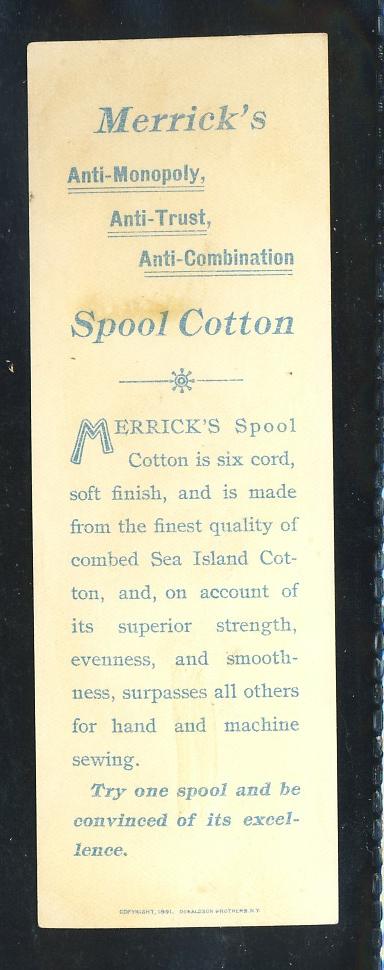 Merrick's
Anti-Monopoly,
Anti-Trust,
Anti-Combination
Spool Cotton
MERRICK'S Spool
Cotton is six cord,
soft finish, and is made
from the finest quality of
combed Sea Island Cot-
ton, and, on account of
its superior strength,
evenness, and smooth-
ness, surpasses all others
for hand and machine
sewing.
Try one spool and be
convinced of its excel-
lence.
COPYRIGHT, 1891. DONALDSON BROTHERS, N.Y.